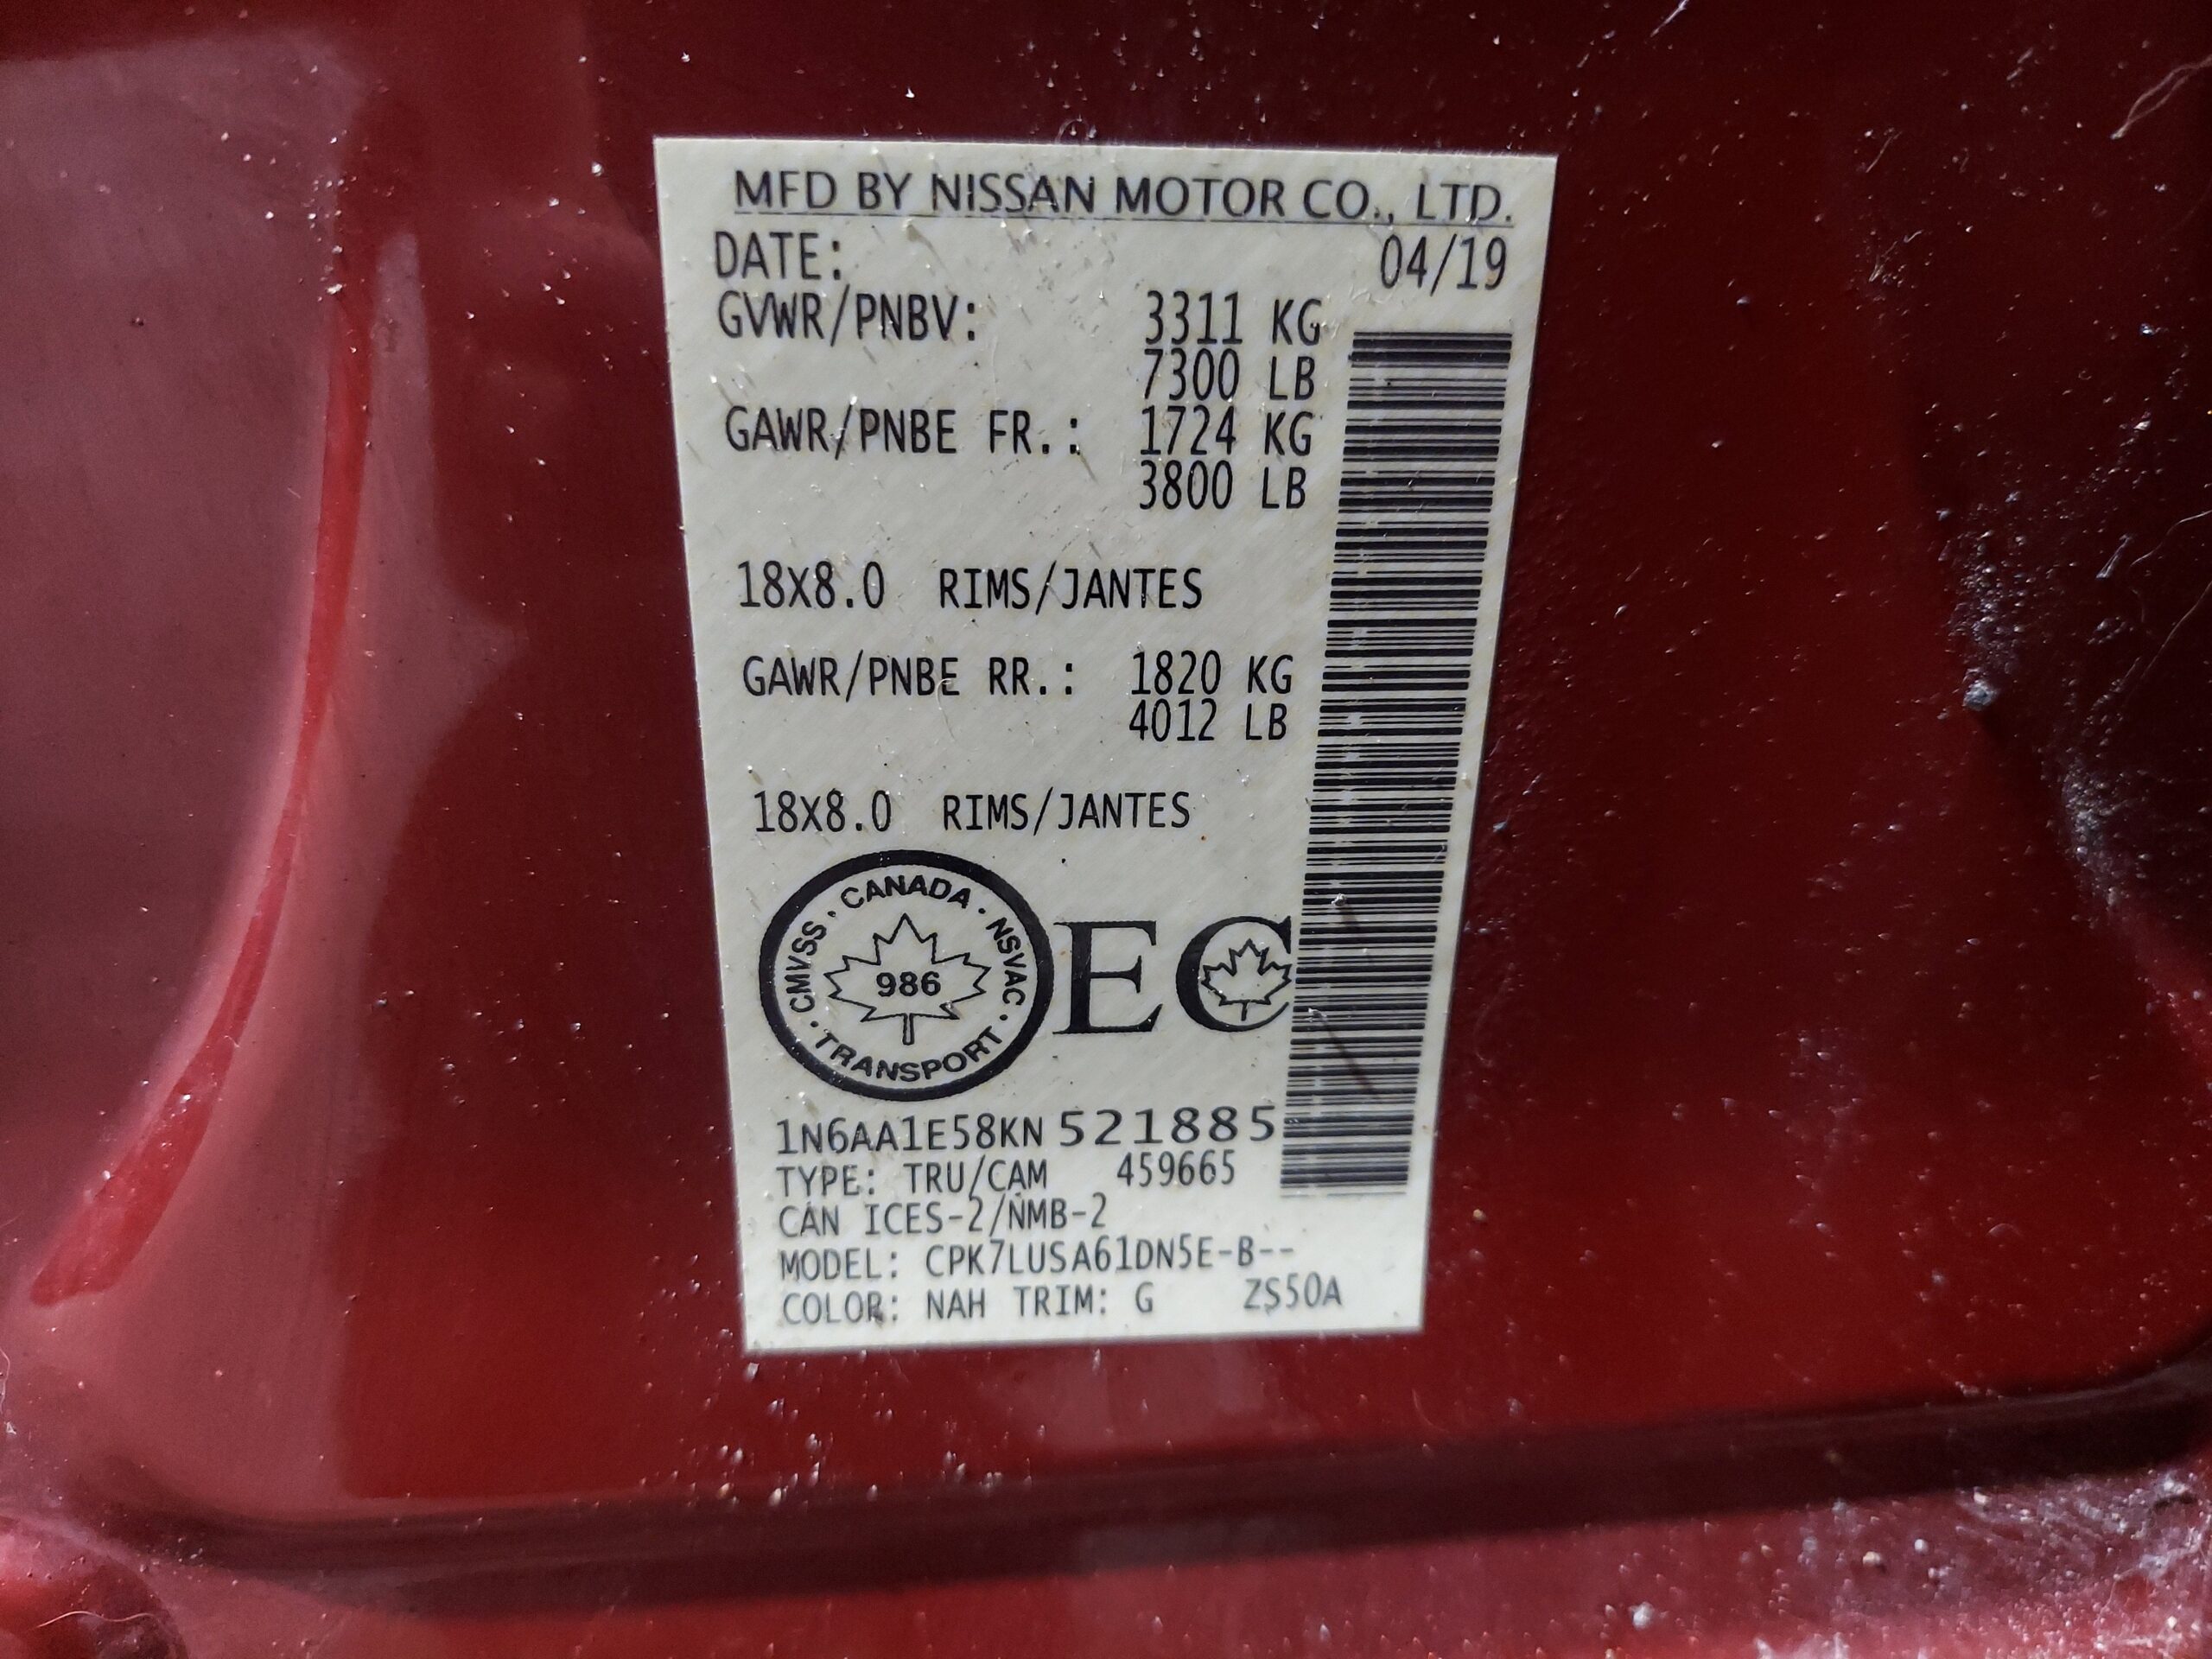 MFD BY NISSAN MOTOR CO., LTD.
DATE: 04/19
GVWR/PNBV: 3311 KG
7300 LB
GAWR/PNBE FR.: 1724 KG
3800 LB
18X8.0 RIMS/JANTES
GAWR/PNBE RR.: 1820 KG
4012 LB
18X8.0 RIMS/JANTES
CMVSS · CANADA · NSVAC · TRANSPORT ·
986
EC
1N6AA1E58KN 521885
TYPE: TRU/CAM 459665
CAN ICES-2/NMB-2
MODEL: CPK7LUSA61DN5E-B--
COLOR: NAH TRIM: G ZS50A